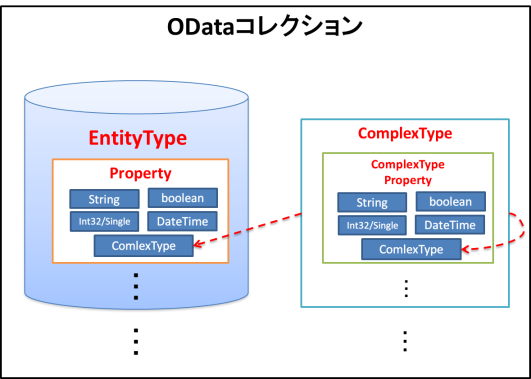 ODataコレクション
EntityType
Property
String
boolean
Int32/Single
DateTime
ComlexType
ComplexType
ComplexType
Property
String
boolean
Int32/Single
DateTime
ComlexType